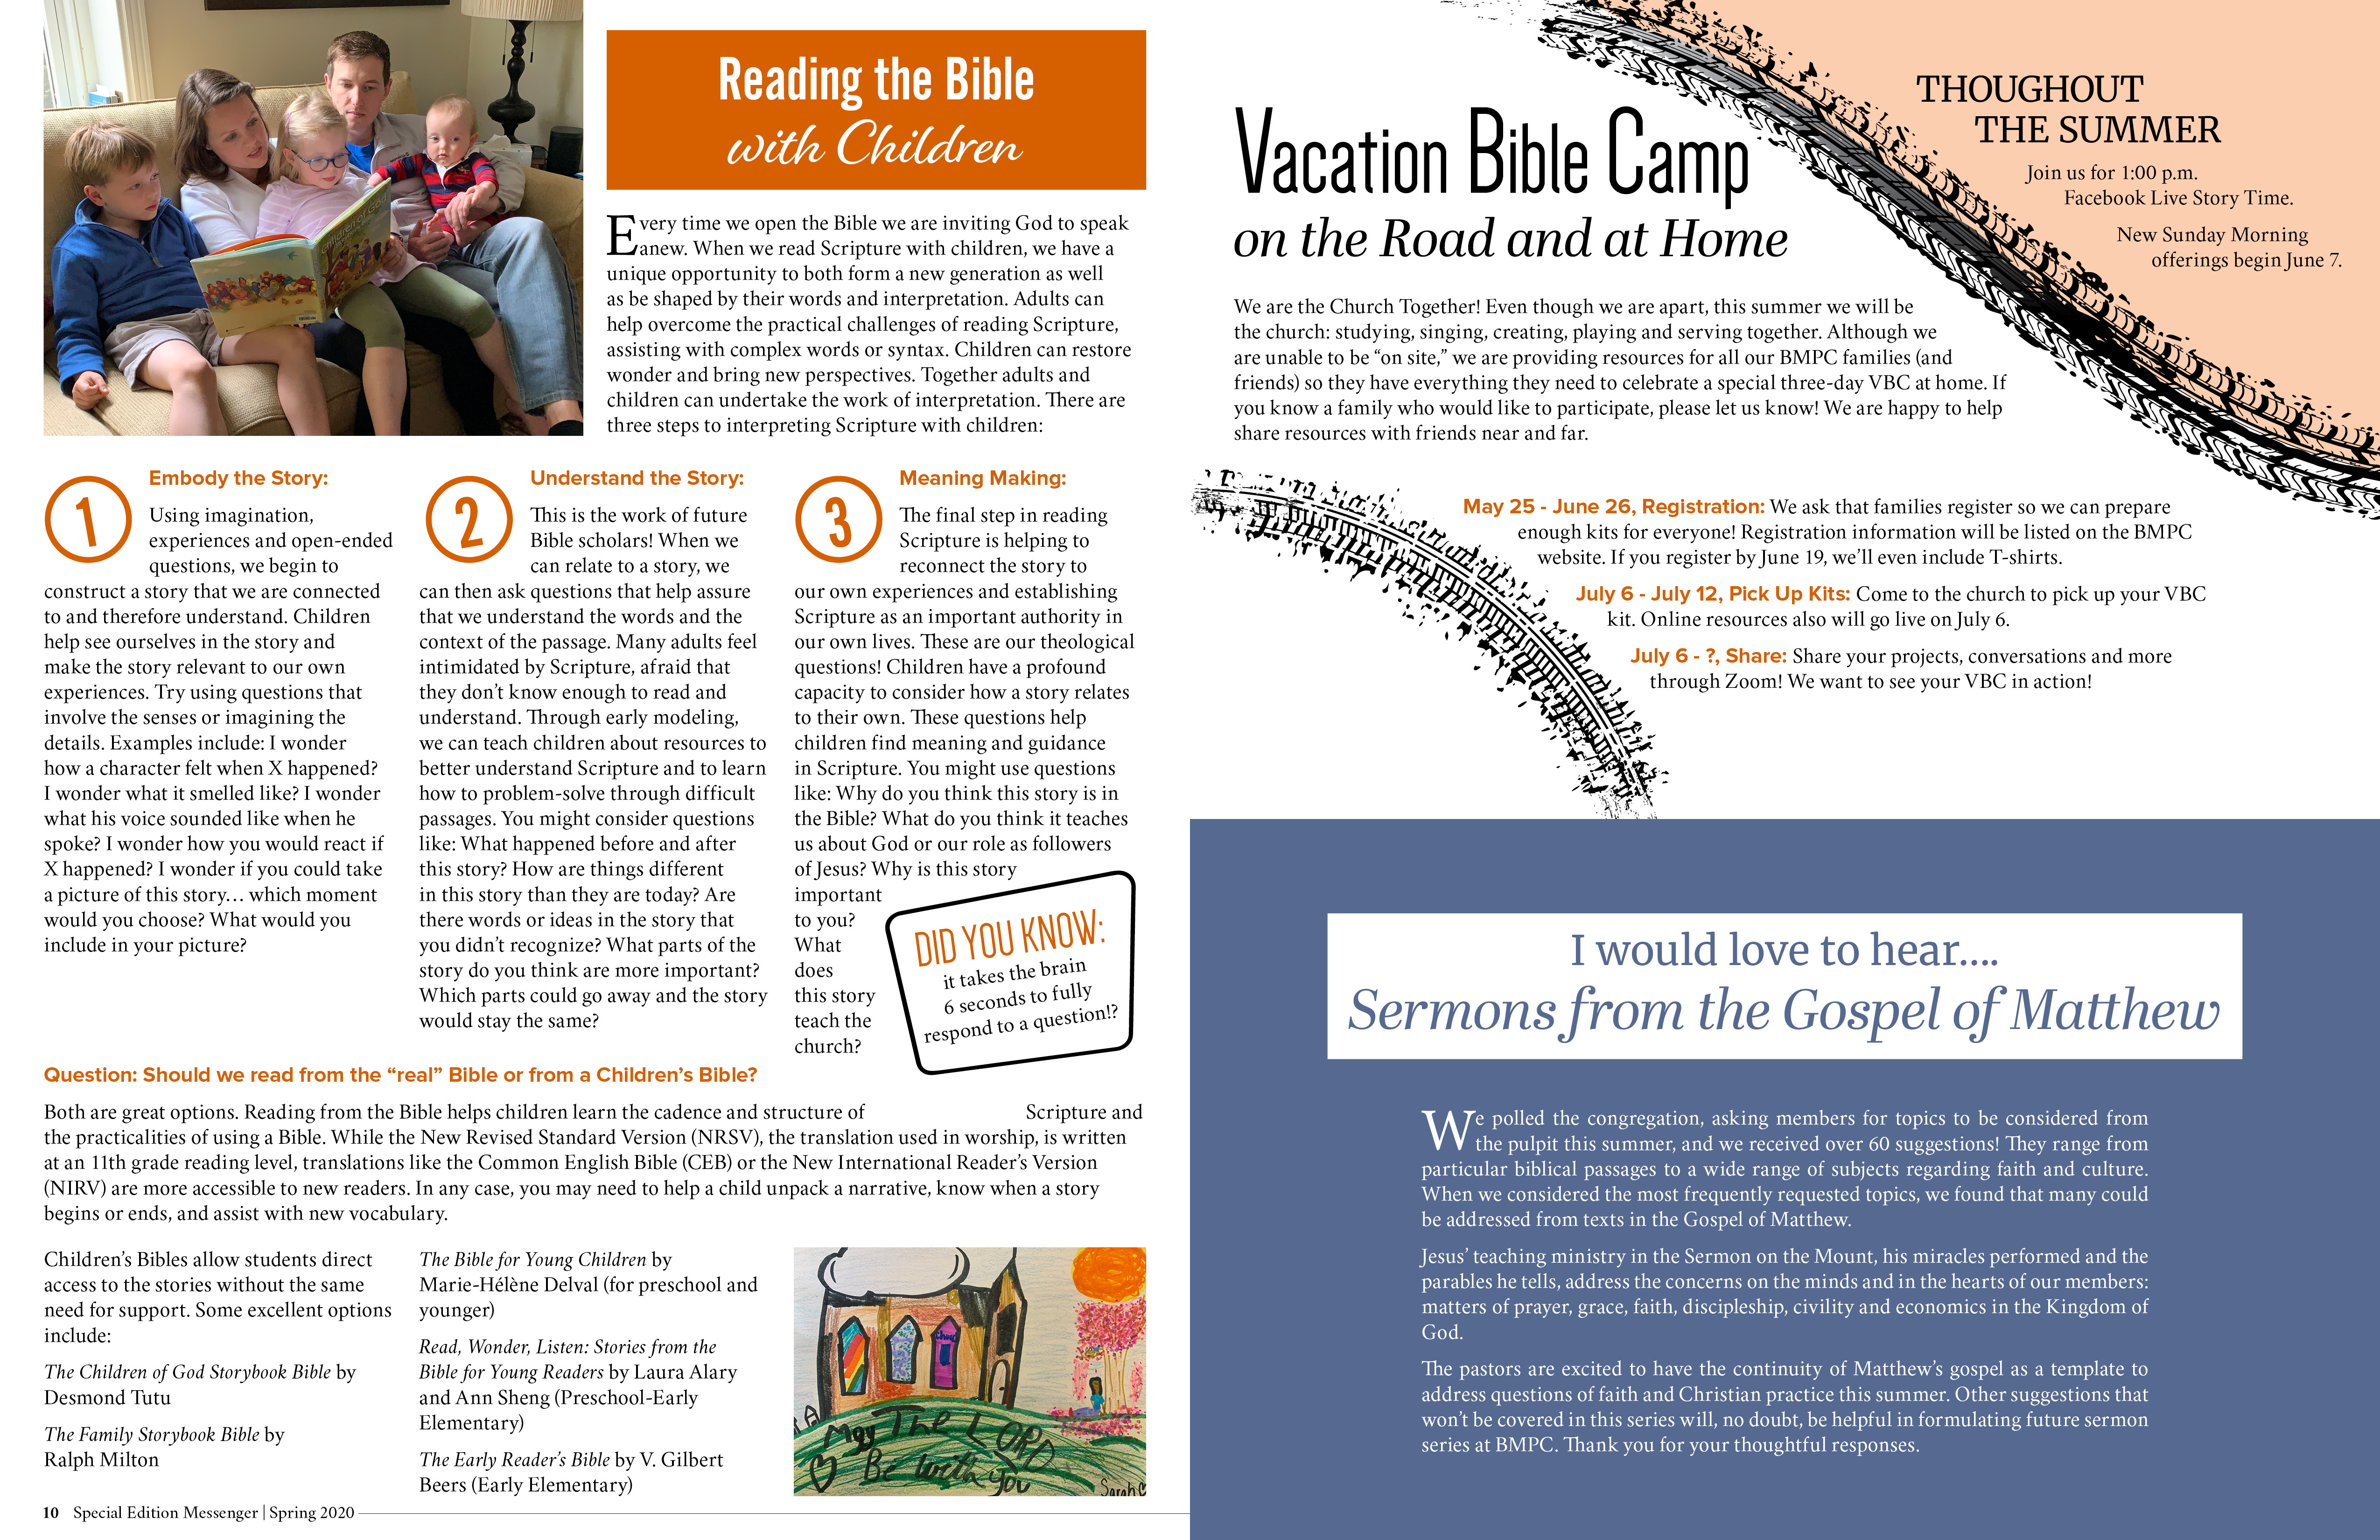 Reading the Bible
with Children
Every time we open the Bible we are inviting God to speak
anew. When we read Scripture with children, we have a
unique opportunity to both form a new generation as well
as be shaped by their words and interpretation. Adults can
help overcome the practical challenges of reading Scripture,
assisting with complex words or syntax. Children can restore
wonder and bring new perspectives. Together adults and
children can undertake the work of interpretation. There are
three steps to interpreting Scripture with children:
1
Embody the Story:
Using imagination,
experiences and open-ended
questions, we begin to
construct a story that we are connected
to and therefore understand. Children
help see ourselves in the story and
make the story relevant to our own
experiences. Try using questions that
involve the senses or imagining the
details. Examples include: I wonder
how a character felt when X happened?
I wonder what it smelled like? I wonder
what his voice sounded like when he
spoke? I wonder how you would react if
X happened? I wonder if you could take
a picture of this story… which moment
would you choose? What would you
include in your picture?
2
Understand the Story:
This is the work of future
Bible scholars! When we
can relate to a story, we
can then ask questions that help assure
that we understand the words and the
context of the passage. Many adults feel
intimidated by Scripture, afraid that
they don’t know enough to read and
understand. Through early modeling,
we can teach children about resources to
better understand Scripture and to learn
how to problem-solve through difficult
passages. You might consider questions
like: What happened before and after
this story? How are things different
in this story than they are today? Are
there words or ideas in the story that
you didn’t recognize? What parts of the
story do you think are more important?
Which parts could go away and the story
would stay the same?
3
Meaning Making:
The final step in reading
Scripture is helping to
reconnect the story to
our own experiences and establishing
Scripture as an important authority in
our own lives. These are our theological
questions! Children have a profound
capacity to consider how a story relates
to their own. These questions help
children find meaning and guidance
in Scripture. You might use questions
like: Why do you think this story is in
the Bible? What do you think it teaches
us about God or our role as followers
of Jesus? Why is this story
important
to you?
What
does
this story
teach the
church?
DID YOU KNOW:
it takes the brain
6 seconds to fully
respond to a question!?
Question: Should we read from the “real” Bible or from a Children’s Bible?
Both are great options. Reading from the Bible helps children learn the cadence and structure of Scripture and
the practicalities of using a Bible. While the New Revised Standard Version (NRSV), the translation used in worship, is written
at an 11th grade reading level, translations like the Common English Bible (CEB) or the New International Reader’s Version
(NIRV) are more accessible to new readers. In any case, you may need to help a child unpack a narrative, know when a story
begins or ends, and assist with new vocabulary.
Children’s Bibles allow students direct
access to the stories without the same
need for support. Some excellent options
include:
The Children of God Storybook Bible by
Desmond Tutu
The Family Storybook Bible by
Ralph Milton
The Bible for Young Children by
Marie-Hélène Delval (for preschool and
younger)
Read, Wonder, Listen: Stories from the
Bible for Young Readers by Laura Alary
and Ann Sheng (Preschool-Early
Elementary)
The Early Reader’s Bible by V. Gilbert
Beers (Early Elementary)
May The LORD
Be with You
Sarah
10 Special Edition Messenger | Spring 2020
Vacation Bible Camp
on the Road and at Home
THOUGHOUT
THE SUMMER
Join us for 1:00 p.m.
Facebook Live Story Time.
New Sunday Morning
offerings begin June 7.
We are the Church Together! Even though we are apart, this summer we will be
the church: studying, singing, creating, playing and serving together. Although we
are unable to be “on site,” we are providing resources for all our BMPC families (and
friends) so they have everything they need to celebrate a special three-day VBC at home. If
you know a family who would like to participate, please let us know! We are happy to help
share resources with friends near and far.
May 25 - June 26, Registration: We ask that families register so we can prepare
enough kits for everyone! Registration information will be listed on the BMPC
website. If you register by June 19, we’ll even include T-shirts.
July 6 - July 12, Pick Up Kits: Come to the church to pick up your VBC
kit. Online resources also will go live on July 6.
July 6 - ?, Share: Share your projects, conversations and more
through Zoom! We want to see your VBC in action!
I would love to hear....
Sermons from the Gospel of Matthew
We polled the congregation, asking members for topics to be considered from
the pulpit this summer, and we received over 60 suggestions! They range from
particular biblical passages to a wide range of subjects regarding faith and culture.
When we considered the most frequently requested topics, we found that many could
be addressed from texts in the Gospel of Matthew.
Jesus’ teaching ministry in the Sermon on the Mount, his miracles performed and the
parables he tells, address the concerns on the minds and in the hearts of our members:
matters of prayer, grace, faith, discipleship, civility and economics in the Kingdom of
God.
The pastors are excited to have the continuity of Matthew’s gospel as a template to
address questions of faith and Christian practice this summer. Other suggestions that
won’t be covered in this series will, no doubt, be helpful in formulating future sermon
series at BMPC. Thank you for your thoughtful responses.